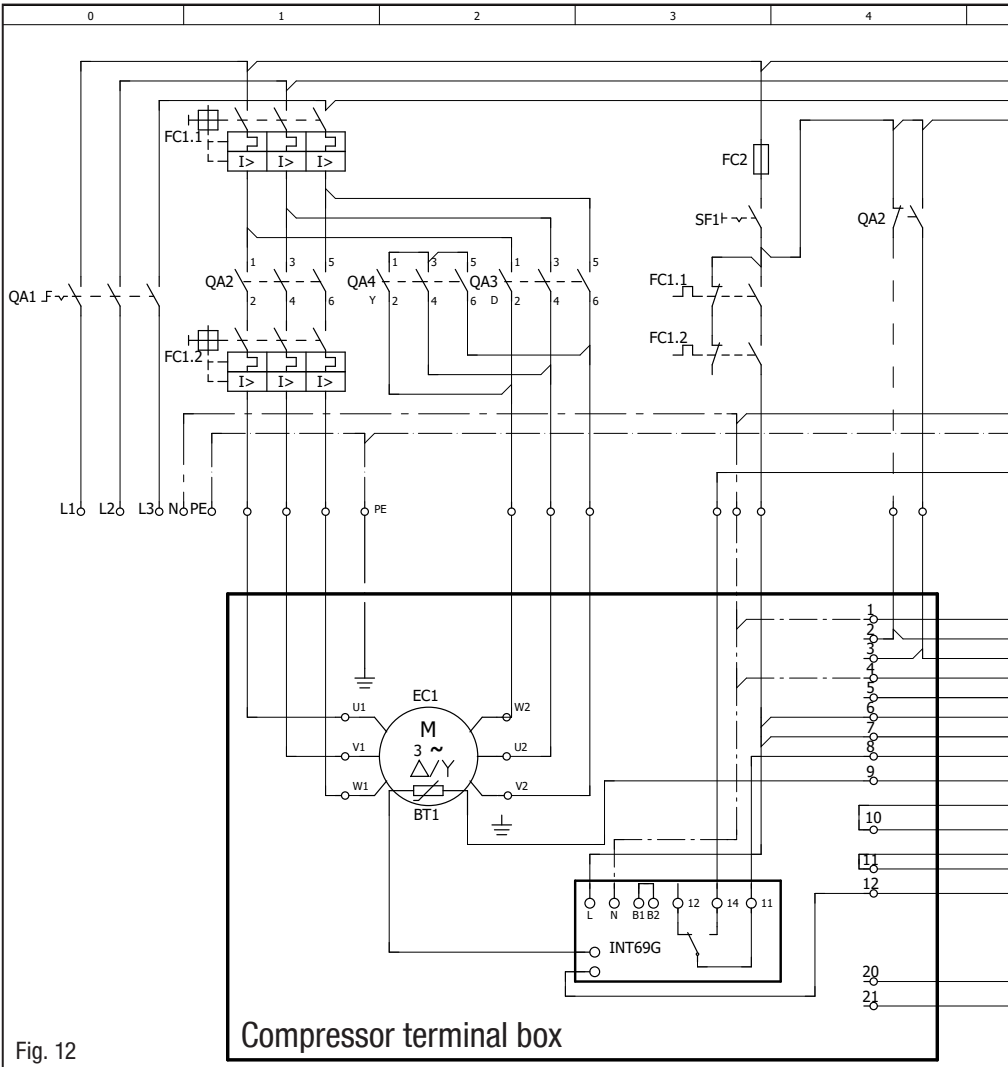 0 1 2 3 4
FC1.1
I> I> I>
FC2
SF1
QA2
QA1
QA2 1 3 5
2 4 6
QA4 1 3 5
Y 2 4 6
QA3 1 3 5
D 2 4 6
FC1.1
FC1.2
FC1.2
I> I> I>
L1 L2 L3 N PE
PE
1
2
3
4
5
6
7
8
9
10
11
12
20
21
EC1
U1 W2
M
3 ~
V1 U2
△/Y
W1 V2
BT1
L N B1 B2 12 14 11
INT69G
Compressor terminal box
Fig. 12